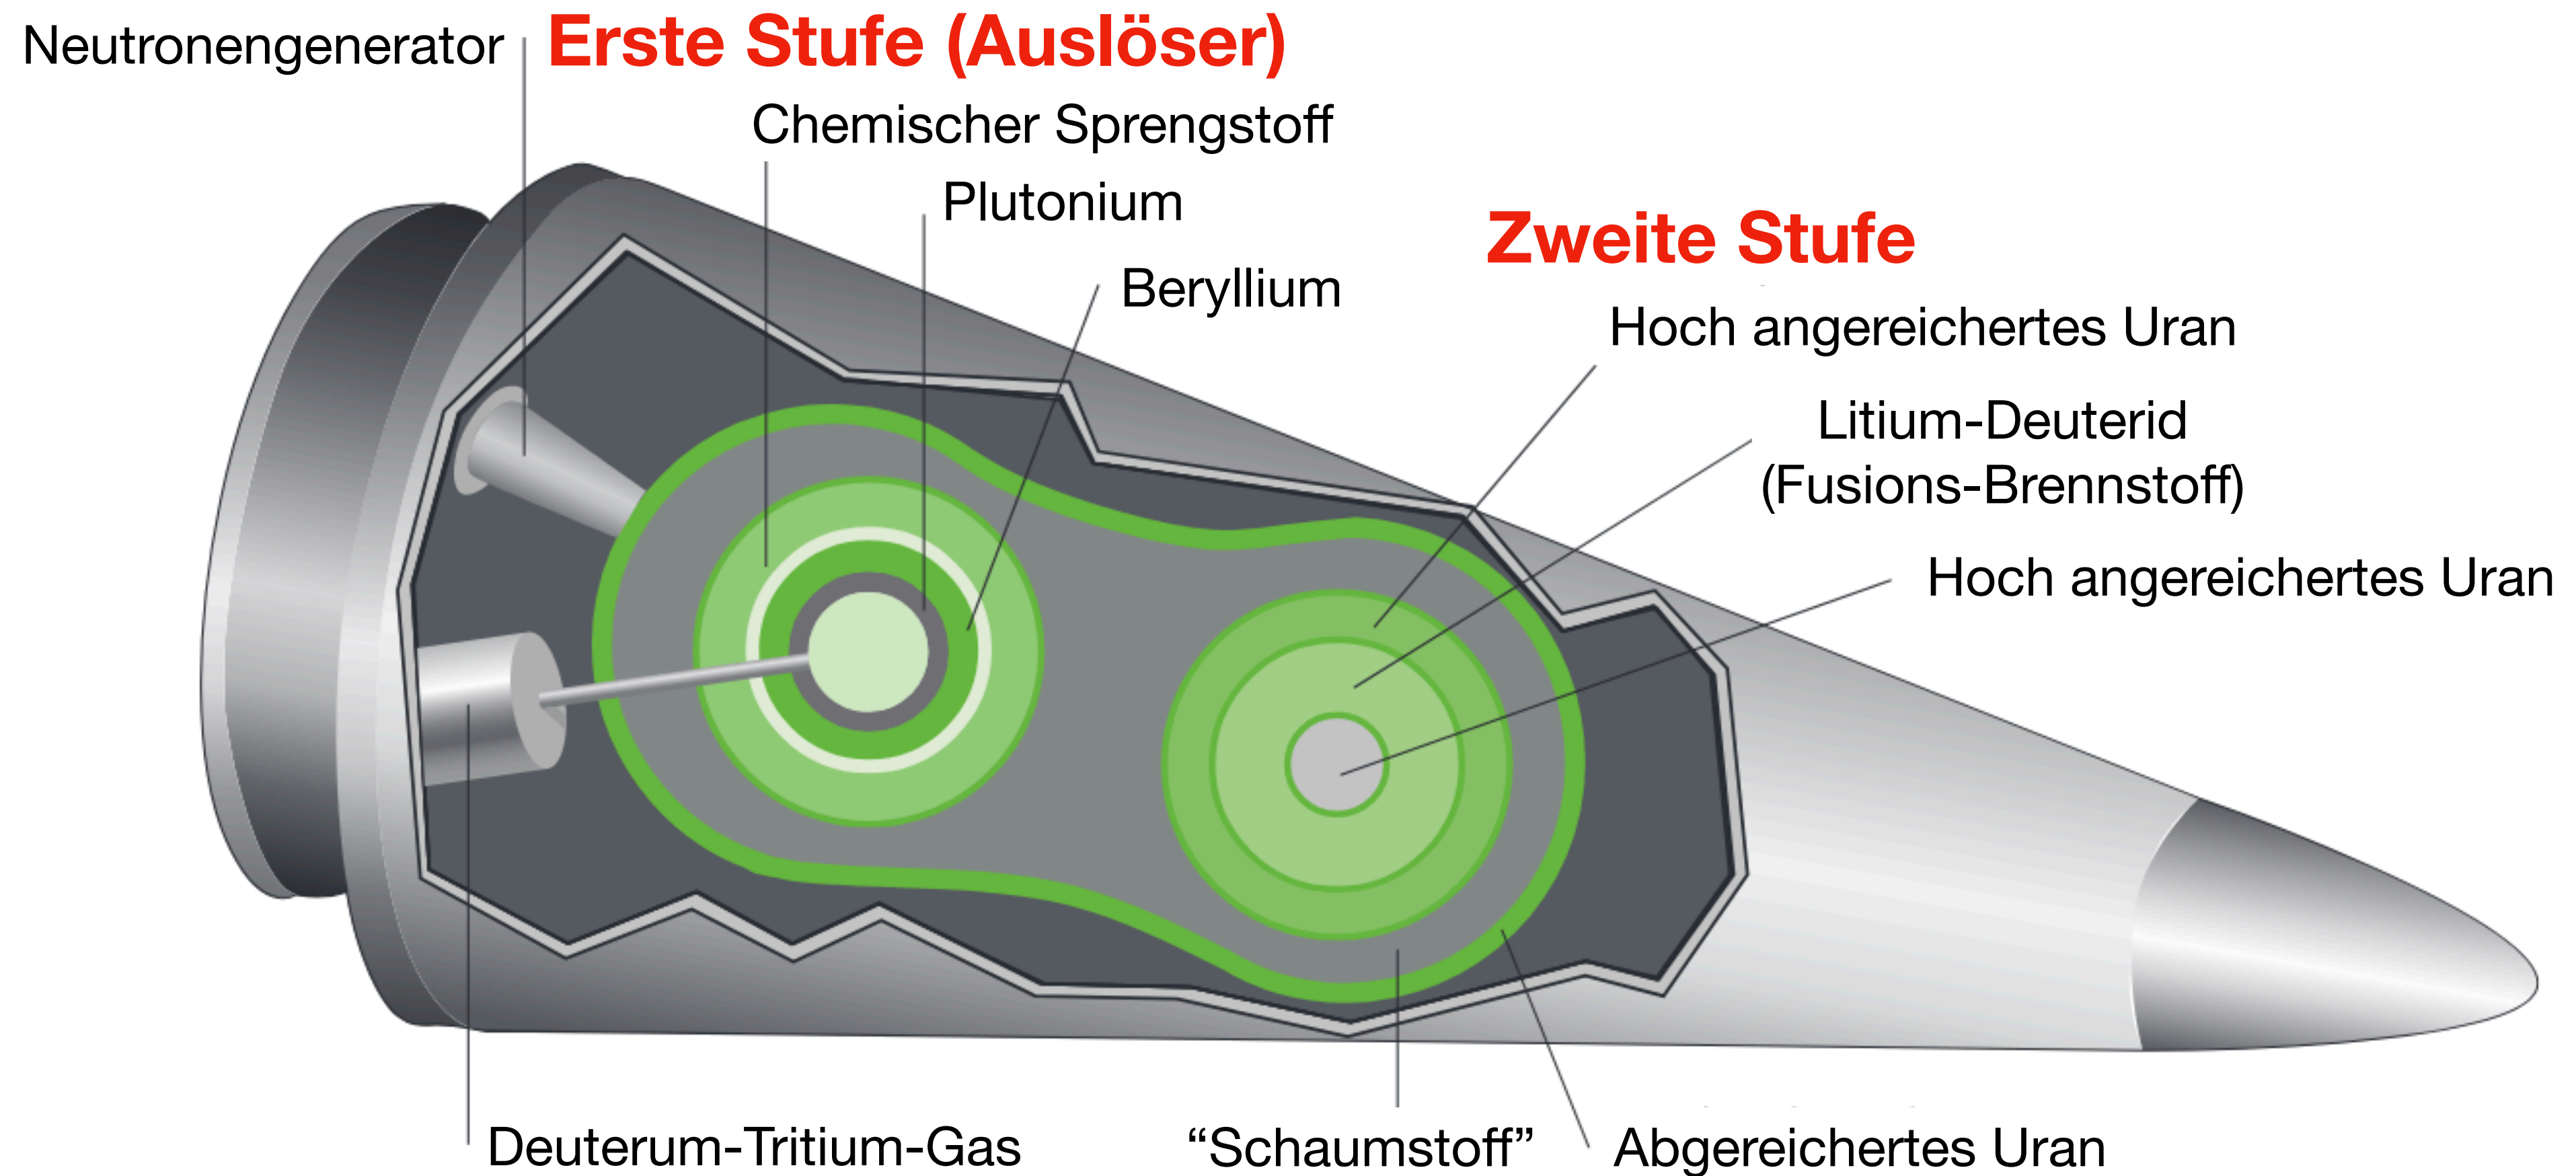 Neutronengenerator
Erste Stufe (Auslöser)
Chemischer Sprengstoff
Plutonium
Beryllium
Zweite Stufe
Hoch angereichertes Uran
Litium-Deuterid
(Fusions-Brennstoff)
Hoch angereichertes Uran
Deuterum-Tritium-Gas
“Schaumstoff”
Abgereichertes Uran